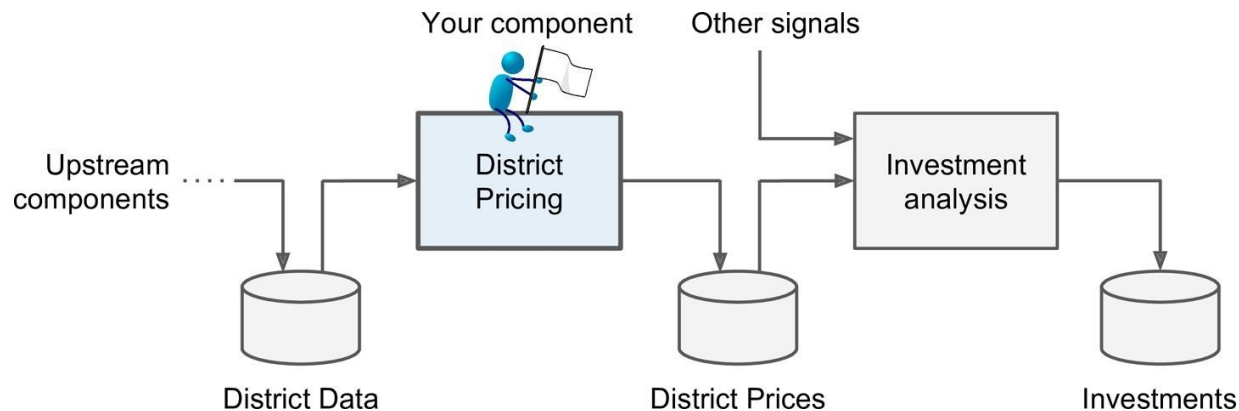 Your component
Other signals
Upstream
components
District
Pricing
Investment
analysis
District Data
District Prices
Investments